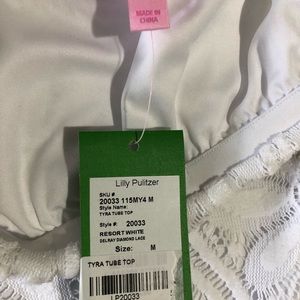 MADE IN
CHINA
Lilly Pulitzer
SKU #
20033 115MY4 M
Style Name:
TYRA TUBE TOP
Style #: 20033
RESORT WHITE
DELRAY DIAMOND LACE
Size: M
TYRA TUBE TOP
LP20033